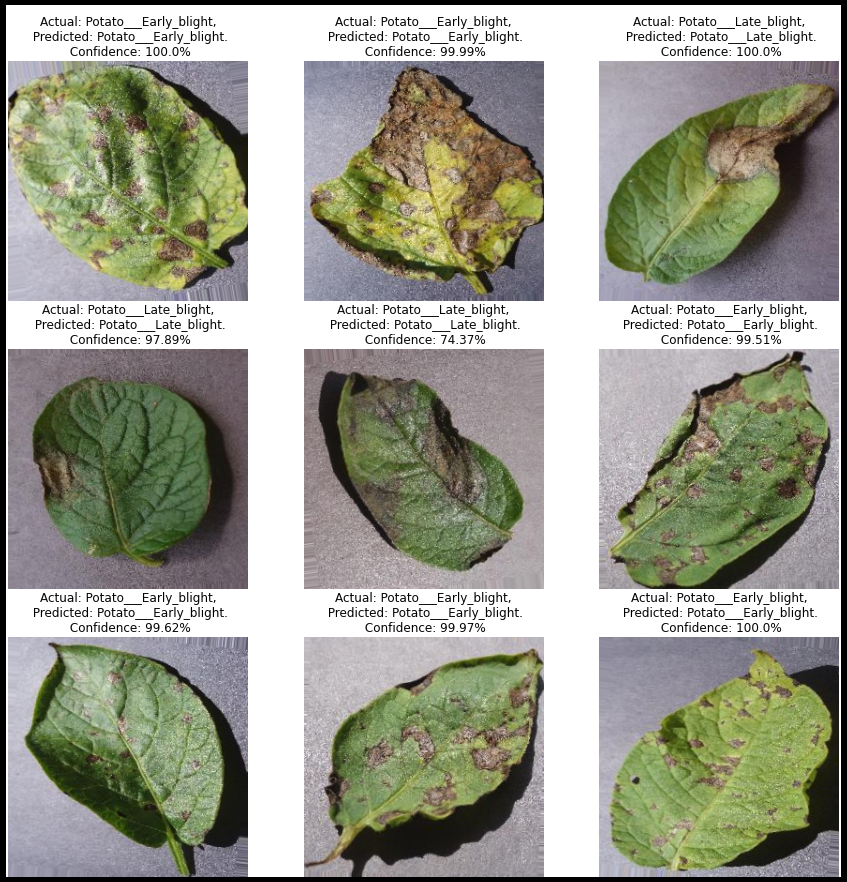 Actual: Potato___Early_blight,
Predicted: Potato___Early_blight.
Confidence: 100.0%
Actual: Potato___Early_blight,
Predicted: Potato___Early_blight.
Confidence: 99.99%
Actual: Potato___Late_blight,
Predicted: Potato___Late_blight.
Confidence: 100.0%
Actual: Potato___Late_blight,
Predicted: Potato___Late_blight.
Confidence: 97.89%
Actual: Potato___Late_blight,
Predicted: Potato___Late_blight.
Confidence: 74.37%
Actual: Potato___Early_blight,
Predicted: Potato___Early_blight.
Confidence: 99.51%
Actual: Potato___Early_blight,
Predicted: Potato___Early_blight.
Confidence: 99.62%
Actual: Potato___Early_blight,
Predicted: Potato___Early_blight.
Confidence: 99.97%
Actual: Potato___Early_blight,
Predicted: Potato___Early_blight.
Confidence: 100.0%